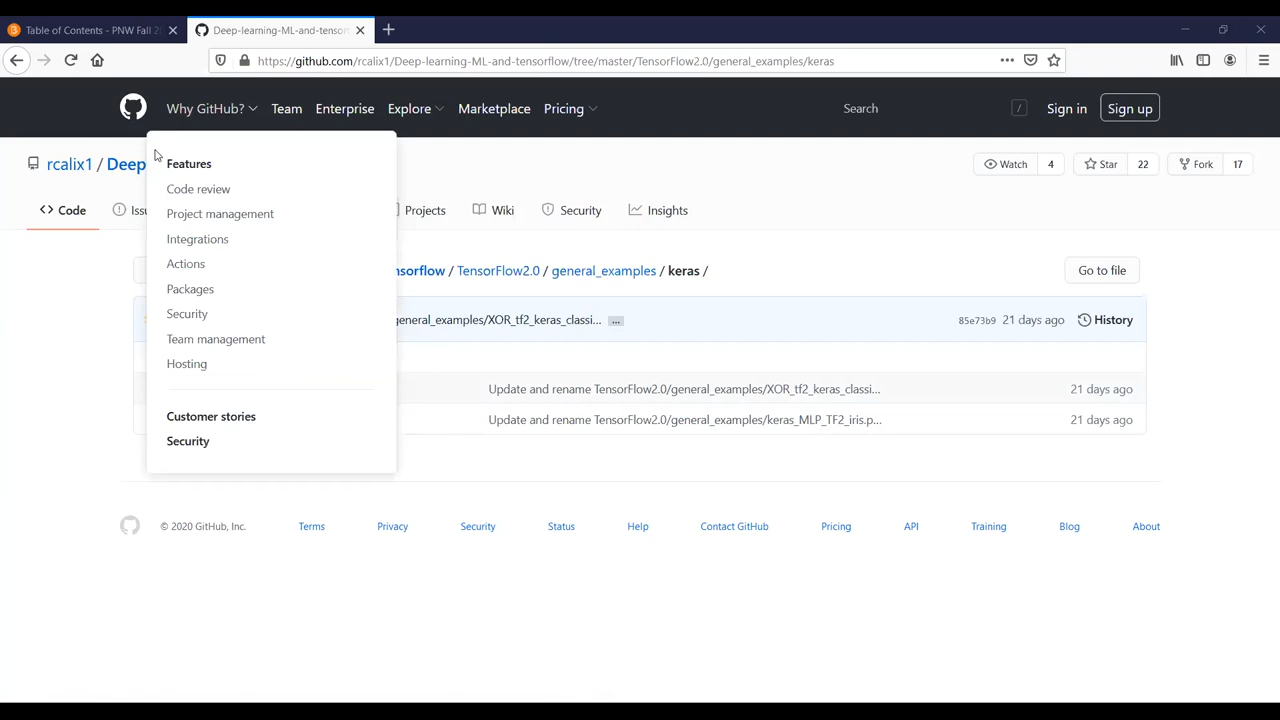 Table of Contents - PNW Fall 20
Deep-learning-ML-and-tensor
https://github.com/rcalix1/Deep-learning-ML-and-tensorflow/tree/master/TensorFlow2.0/general_examples/keras
Why GitHub? Team Enterprise Explore Marketplace Pricing Search / Sign in Sign up
rcalix1 / Deep
Watch 4 Star 22 Fork 17
Features
Code review
Project management
Integrations
Actions
Packages
Security
Team management
Hosting
Customer stories
Security
Code Issu Projects Wiki Security Insights
nsorflow / TensorFlow2.0 / general_examples / keras / Go to file
general_examples/XOR_tf2_keras_classi... ... 85e73b9 21 days ago History
Update and rename TensorFlow2.0/general_examples/XOR_tf2_keras_classi... 21 days ago
Update and rename TensorFlow2.0/general_examples/keras_MLP_TF2_iris.p... 21 days ago
© 2020 GitHub, Inc. Terms Privacy Security Status Help Contact GitHub Pricing API Training Blog About